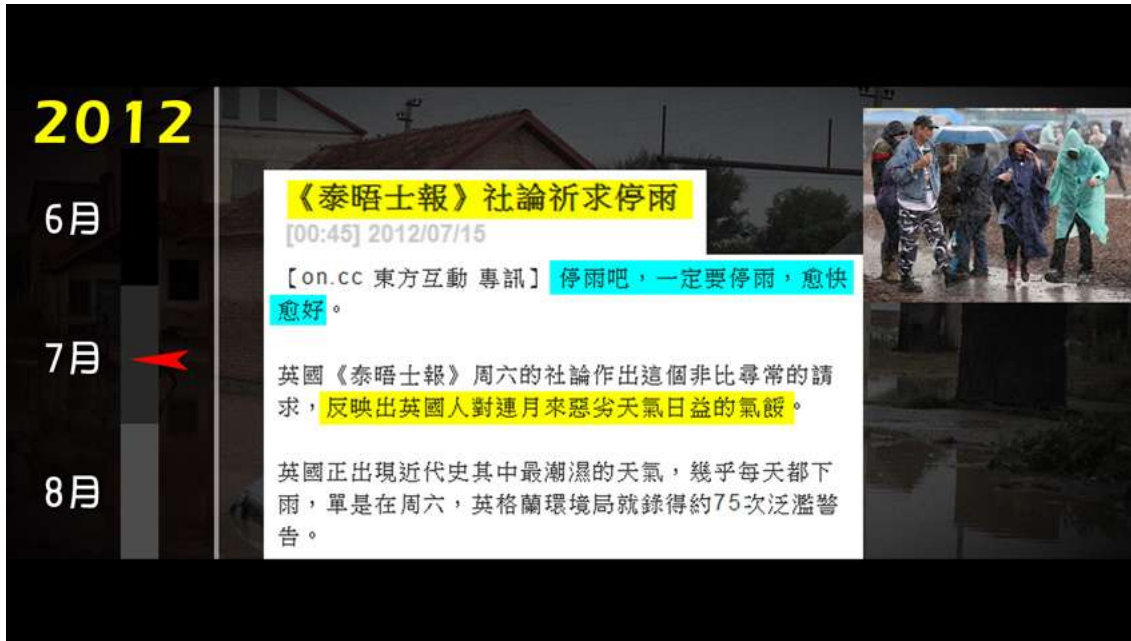 2012
6月
7月
8月
《泰晤士報》社論祈求停雨
[00:45] 2012/07/15
【on.cc 東方互動 專訊】停雨吧，一定要停雨，愈快
愈好。
英國《泰晤士報》周六的社論作出這個非比尋常的請
求，反映出英國人對連月來惡劣天氣日益的氣餒。
英國正出現近代史其中最潮濕的天氣，幾乎每天都下
雨，單是在周六，英格蘭環境局就錄得約75次泛濫警
告。